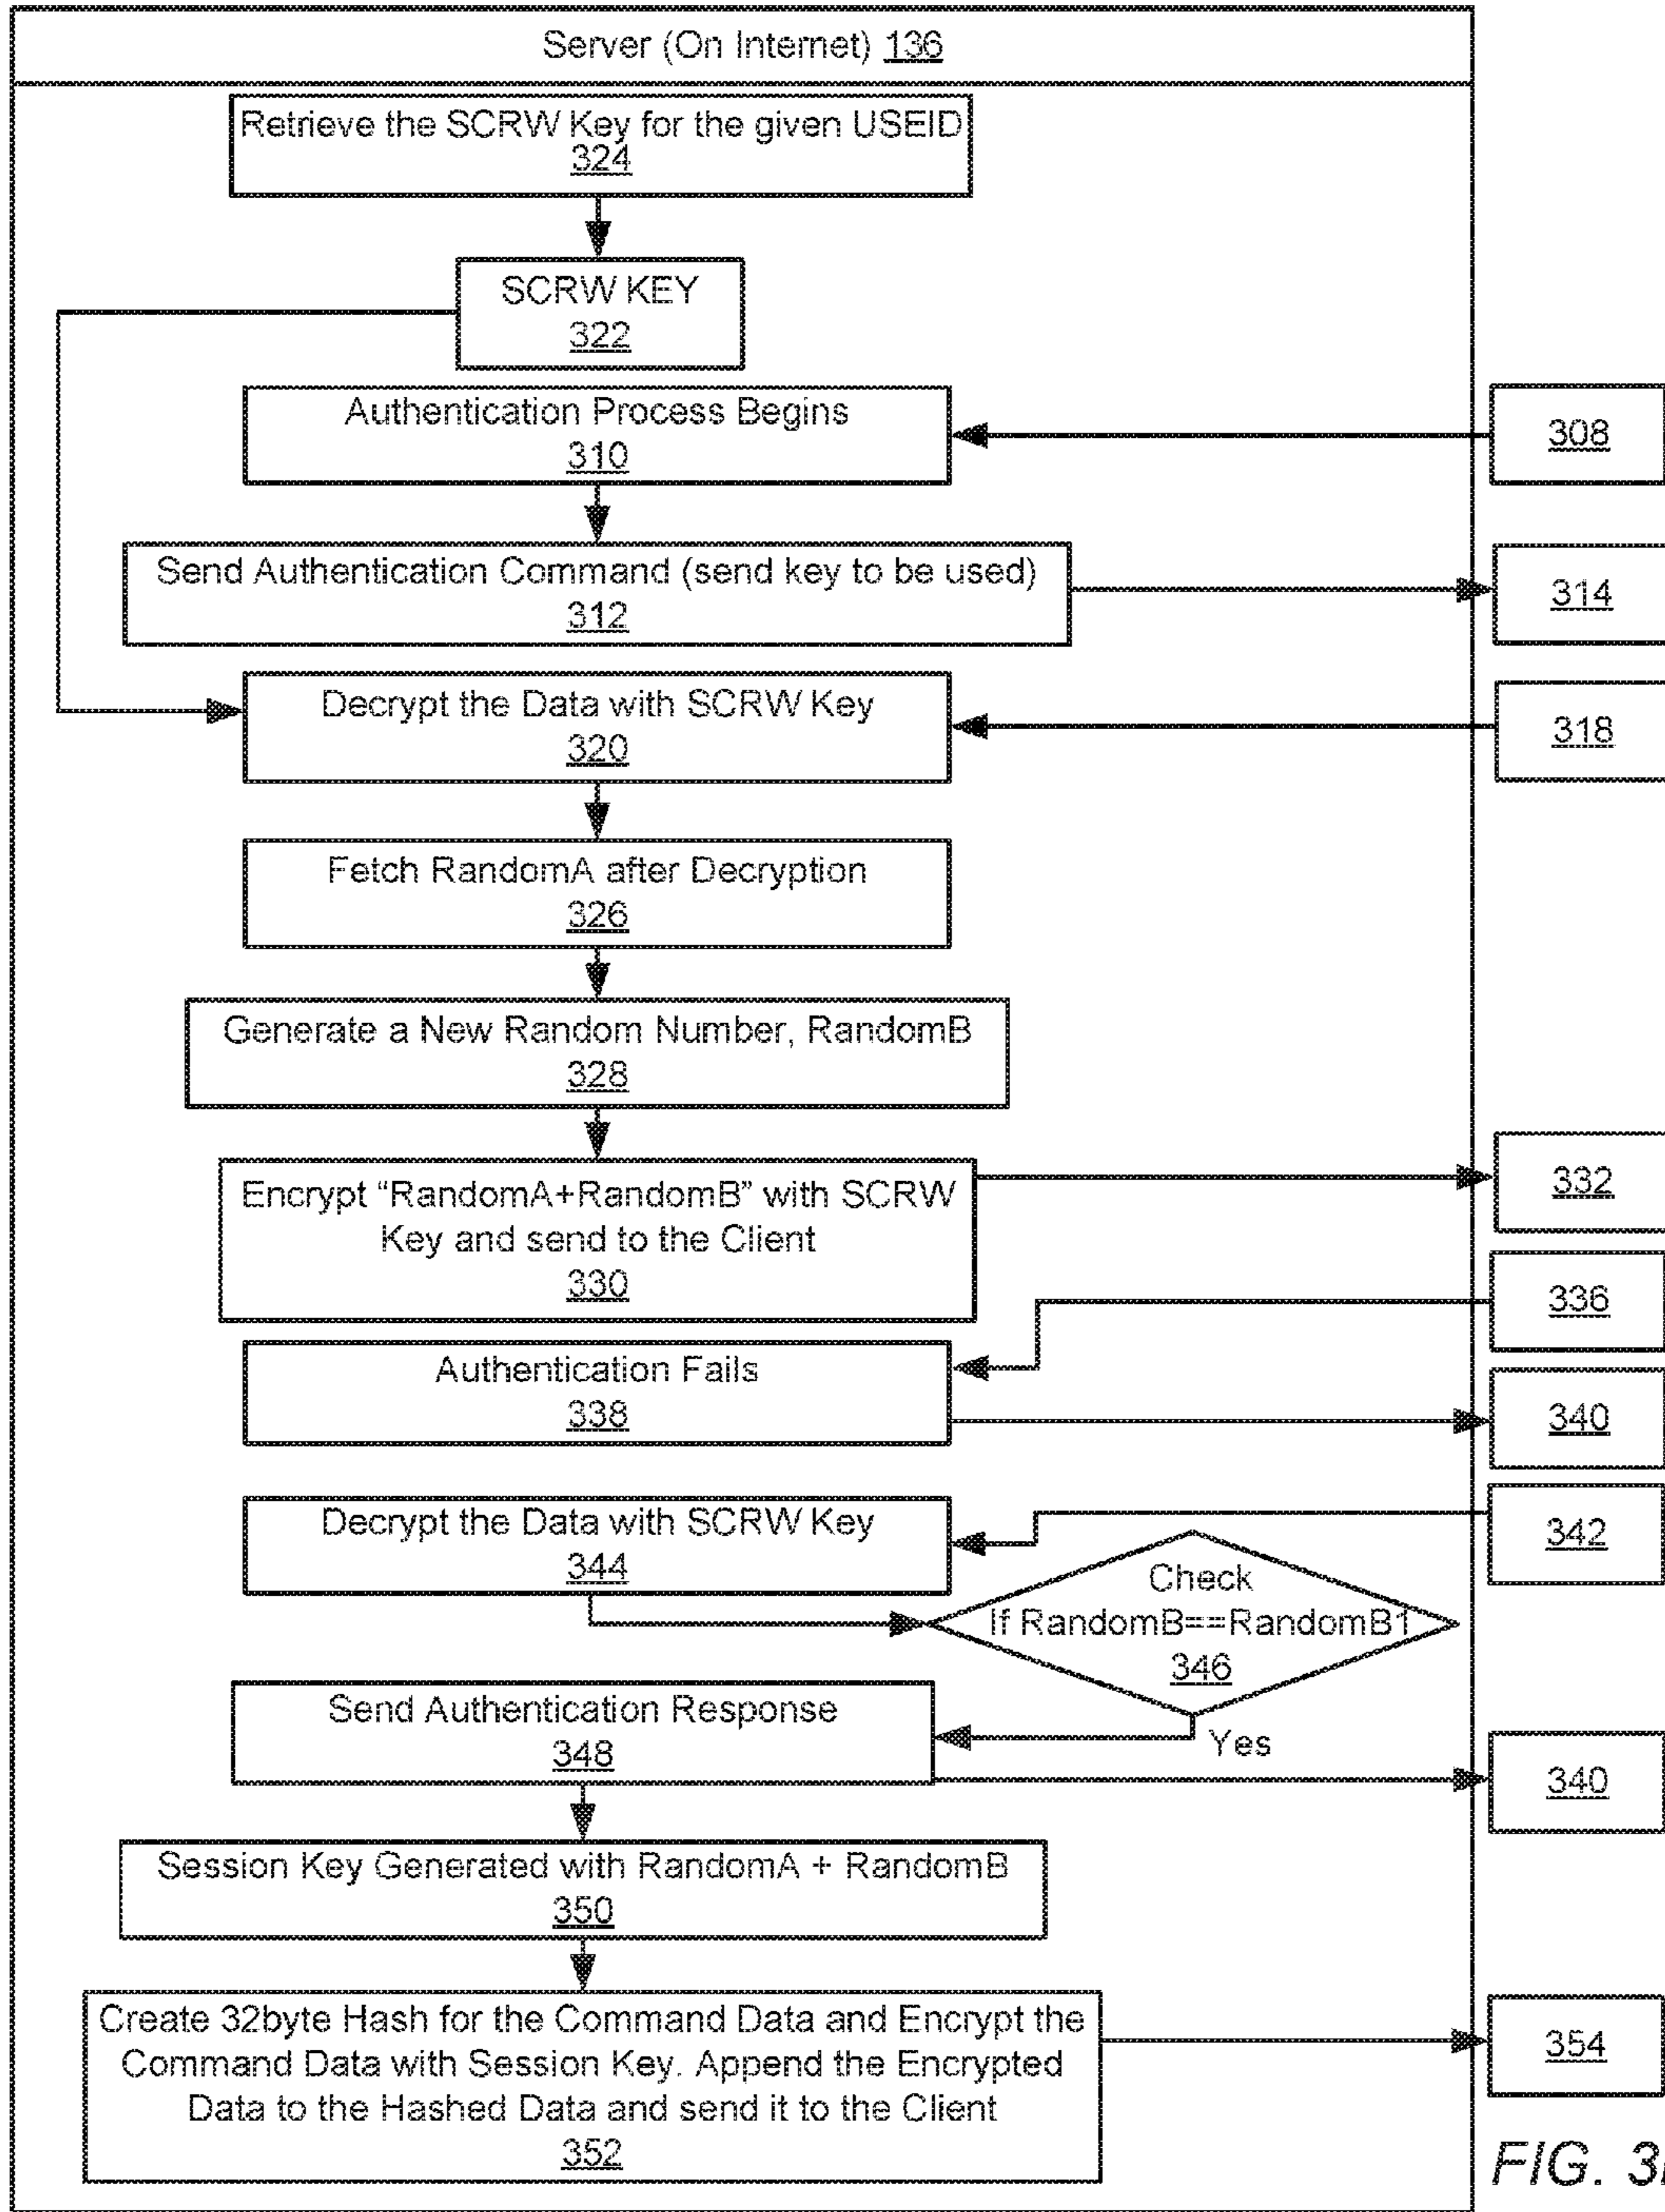 Server (On Internet) 136
Retrieve the SCRW Key for the given USEID
324
SCRW KEY
322
Authentication Process Begins
310
308
Send Authentication Command (send key to be used)
312
314
Decrypt the Data with SCRW Key
320
318
Fetch RandomA after Decryption
326
Generate a New Random Number, RandomB
328
Encrypt "RandomA+RandomB" with SCRW
Key and send to the Client
330
332
336
Authentication Fails
338
340
Decrypt the Data with SCRW Key
344
342
Check
If RandomB==RandomB1
346
Yes
Send Authentication Response
348
340
Session Key Generated with RandomA + RandomB
350
Create 32byte Hash for the Command Data and Encrypt the
Command Data with Session Key. Append the Encrypted
Data to the Hashed Data and send it to the Client
352
354
FIG.